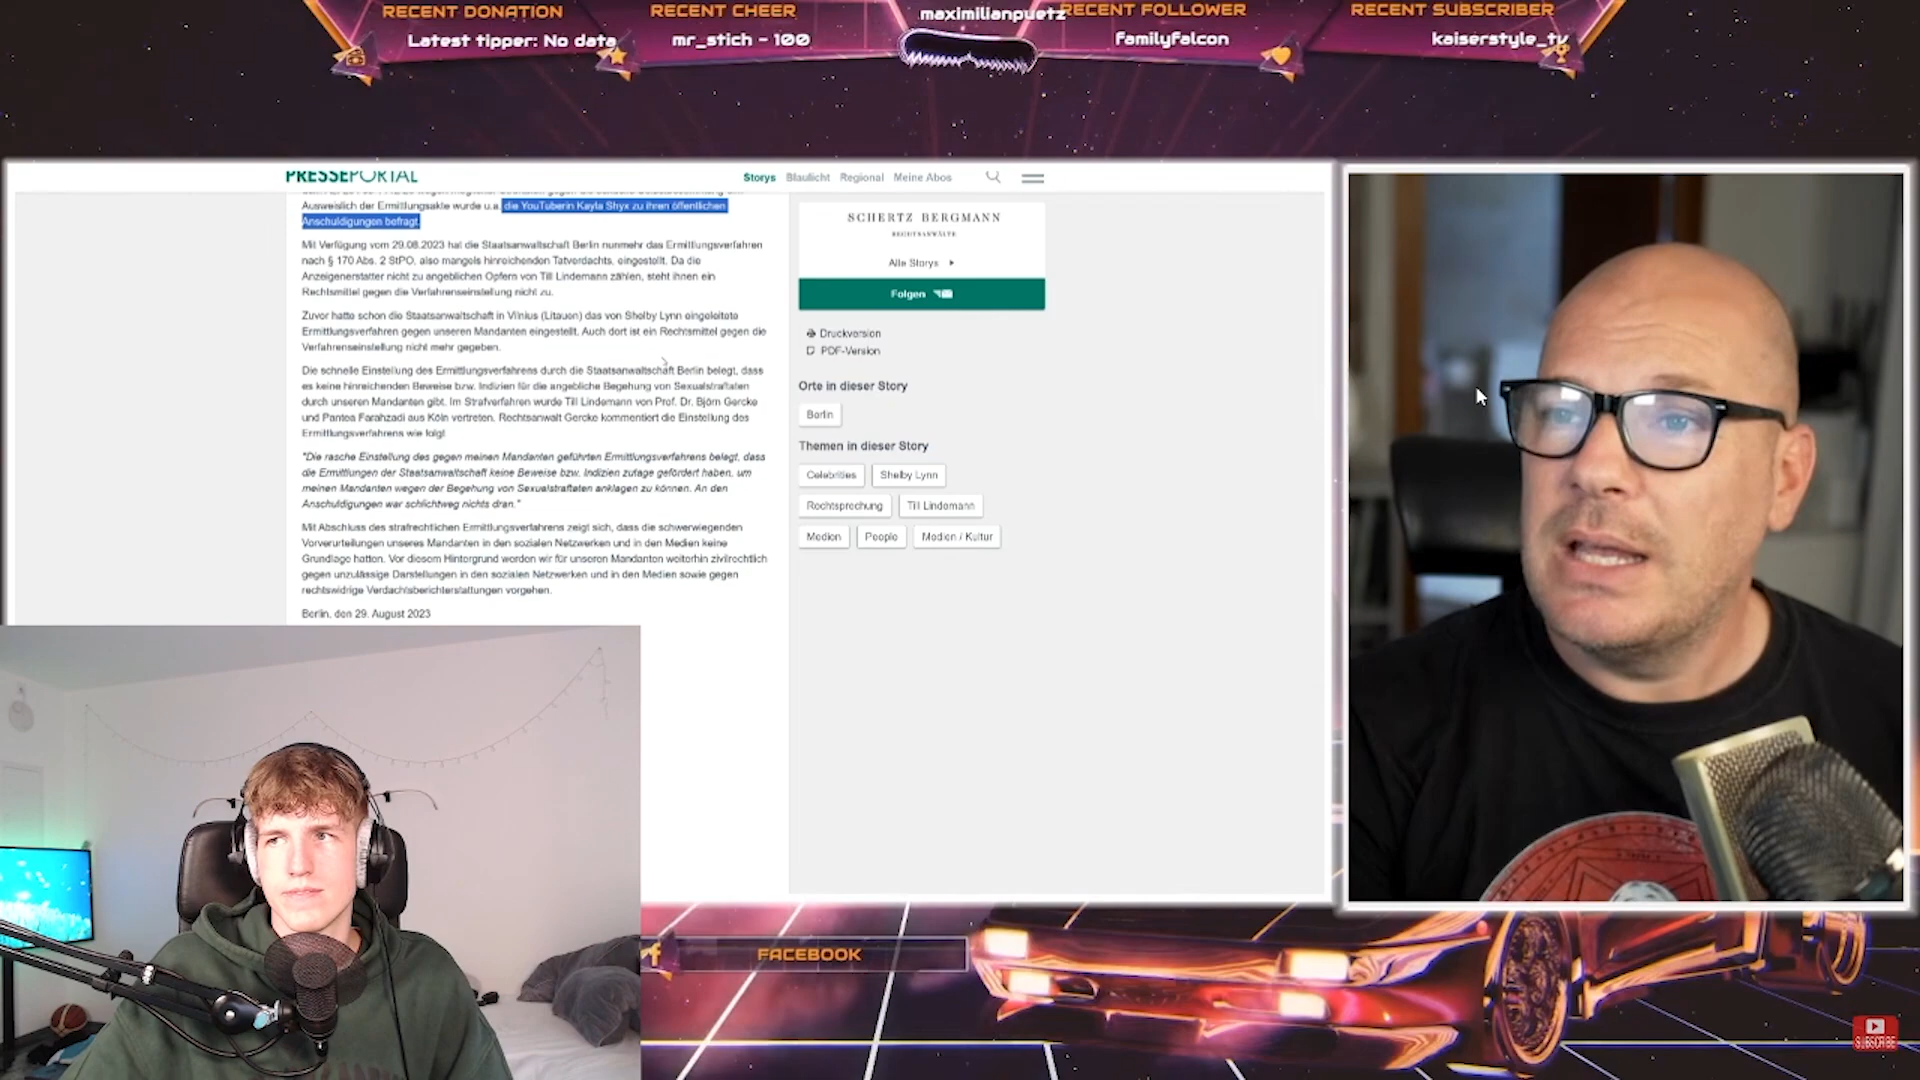 RECENT DONATION
Latest tipper: No data
RECENT CHEER
mr_stich - 100
maximilianpuetz
RECENT FOLLOWER
familyfalcon
RECENT SUBSCRIBER
kaiserstyle_tv
PRESSEPORTAL
Storys Blaulicht Regional Meine Abos
Ausweislich der Ermittlungsakte wurde u.a. die YouTuberin Kayla Shyx zu ihren öffentlichen
Anschuldigungen befragt.
Mit Verfügung vom 29.08.2023 hat die Staatsanwaltschaft Berlin nunmehr das Ermittlungsverfahren
nach § 170 Abs. 2 StPO, also mangels hinreichenden Tatverdachts, eingestellt. Da die
Anzeigenerstatter nicht zu angeblichen Opfern von Till Lindemann zählen, steht ihnen ein
Rechtsmittel gegen die Verfahrenseinstellung nicht zu.
Zuvor hatte schon die Staatsanwaltschaft in Vilnius (Litauen) das von Shelby Lynn eingeleitete
Ermittlungsverfahren gegen unseren Mandanten eingestellt. Auch dort ist ein Rechtsmittel gegen die
Verfahrenseinstellung nicht mehr gegeben.
Die schnelle Einstellung des Ermittlungsverfahrens durch die Staatsanwaltschaft Berlin belegt, dass
es keine hinreichenden Beweise bzw. Indizien für die angebliche Begehung von Sexualstraftaten
durch unseren Mandanten gibt. Im Strafverfahren wurde Till Lindemann von Prof. Dr. Björn Gercke
und Pantea Farahzadi aus Köln vertreten. Rechtsanwalt Gercke kommentiert die Einstellung des
Ermittlungsverfahrens wie folgt
"Die rasche Einstellung des gegen meinen Mandanten geführten Ermittlungsverfahrens belegt, dass
die Ermittlungen der Staatsanwaltschaft keine Beweise bzw. Indizien zutage gefördert haben, um
meinen Mandanten wegen der Begehung von Sexualstraftaten anklagen zu können. An den
Anschuldigungen war schlichtweg nichts dran."
Mit Abschluss des strafrechtlichen Ermittlungsverfahrens zeigt sich, dass die schwerwiegenden
Vorverurteilungen unseres Mandanten in den sozialen Netzwerken und in den Medien keine
Grundlage hatten. Vor diesem Hintergrund werden wir für unseren Mandanten weiterhin zivilrechtlich
gegen unzulässige Darstellungen in den sozialen Netzwerken und in den Medien sowie gegen
rechtswidrige Verdachtsberichterstattungen vorgehen.
Berlin, den 29. August 2023
SCHERTZ BERGMANN
RECHTSANWÄLTE
Alle Storys
Folgen
Druckversion
PDF-Version
Orte in dieser Story
Berlin
Themen in dieser Story
Celebrities Shelby Lynn
Rechtsprechung Till Lindemann
Medien People Medien / Kultur
FACEBOOK
SUBSCRIBE